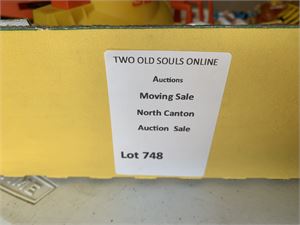 TWO OLD SOULS ONLINE
Auctions
Moving Sale
North Canton
Auction Sale
Lot 748